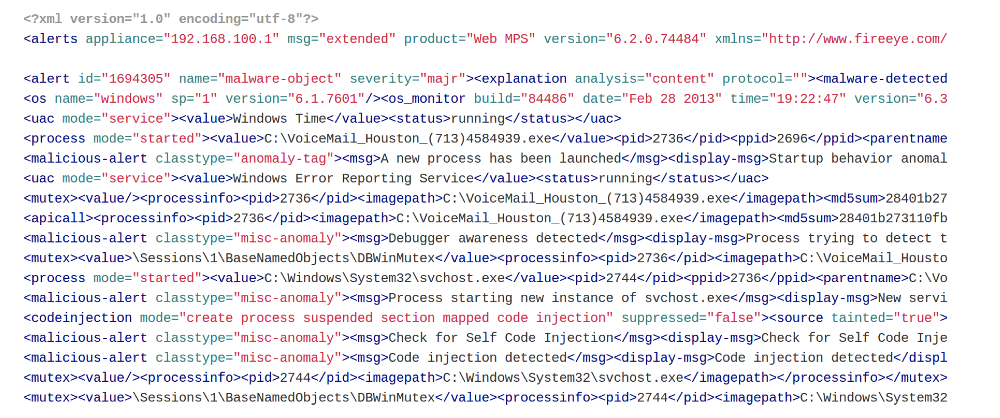 <?xml version="1.0" encoding="utf-8"?>
<alerts appliance="192.168.100.1" msg="extended" product="Web MPS" version="6.2.0.74484" xmlns="http://www.fireeye.com/
<alert id="1694305" name="malware-object" severity="majr"><explanation analysis="content" protocol=""><malware-detected
<os name="windows" sp="1" version="6.1.7601"/><os_monitor build="84486" date="Feb 28 2013" time="19:22:47" version="6.3
<uac mode="service"><value>Windows Time</value><status>running</status></uac>
<process mode="started"><value>C:\VoiceMail_Houston_(713)4584939.exe</value><pid>2736</pid><ppid>2696</ppid><parentname
<malicious-alert classtype="anomaly-tag"><msg>A new process has been launched</msg><display-msg>Startup behavior anomal
<uac mode="service"><value>Windows Error Reporting Service</value><status>running</status></uac>
<mutex><value/><processinfo><pid>2736</pid><imagepath>C:\VoiceMail_Houston_(713)4584939.exe</imagepath><md5sum>28401b27
<apicall><processinfo><pid>2736</pid><imagepath>C:\VoiceMail_Houston_(713)4584939.exe</imagepath><md5sum>28401b273110fb
<malicious-alert classtype="misc-anomaly"><msg>Debugger awareness detected</msg><display-msg>Process trying to detect t
<mutex><value>\Sessions\1\BaseNamedObjects\DBWinMutex</value><processinfo><pid>2736</pid><imagepath>C:\VoiceMail_Housto
<process mode="started"><value>C:\Windows\System32\svchost.exe</value><pid>2744</pid><ppid>2736</ppid><parentname>C:\Vo
<malicious-alert classtype="misc-anomaly"><msg>Process starting new instance of svchost.exe</msg><display-msg>New servi
<codeinjection mode="create process suspended section mapped code injection" suppressed="false"><source tainted="true">
<malicious-alert classtype="misc-anomaly"><msg>Check for Self Code Injection</msg><display-msg>Check for Self Code Inje
<malicious-alert classtype="misc-anomaly"><msg>Code injection detected</msg><display-msg>Code injection detected</displ
<mutex><value/><processinfo><pid>2744</pid><imagepath>C:\Windows\System32\svchost.exe</imagepath></processinfo></mutex>
<mutex><value>\Sessions\1\BaseNamedObjects\DBWinMutex</value><processinfo><pid>2744</pid><imagepath>C:\Windows\System32